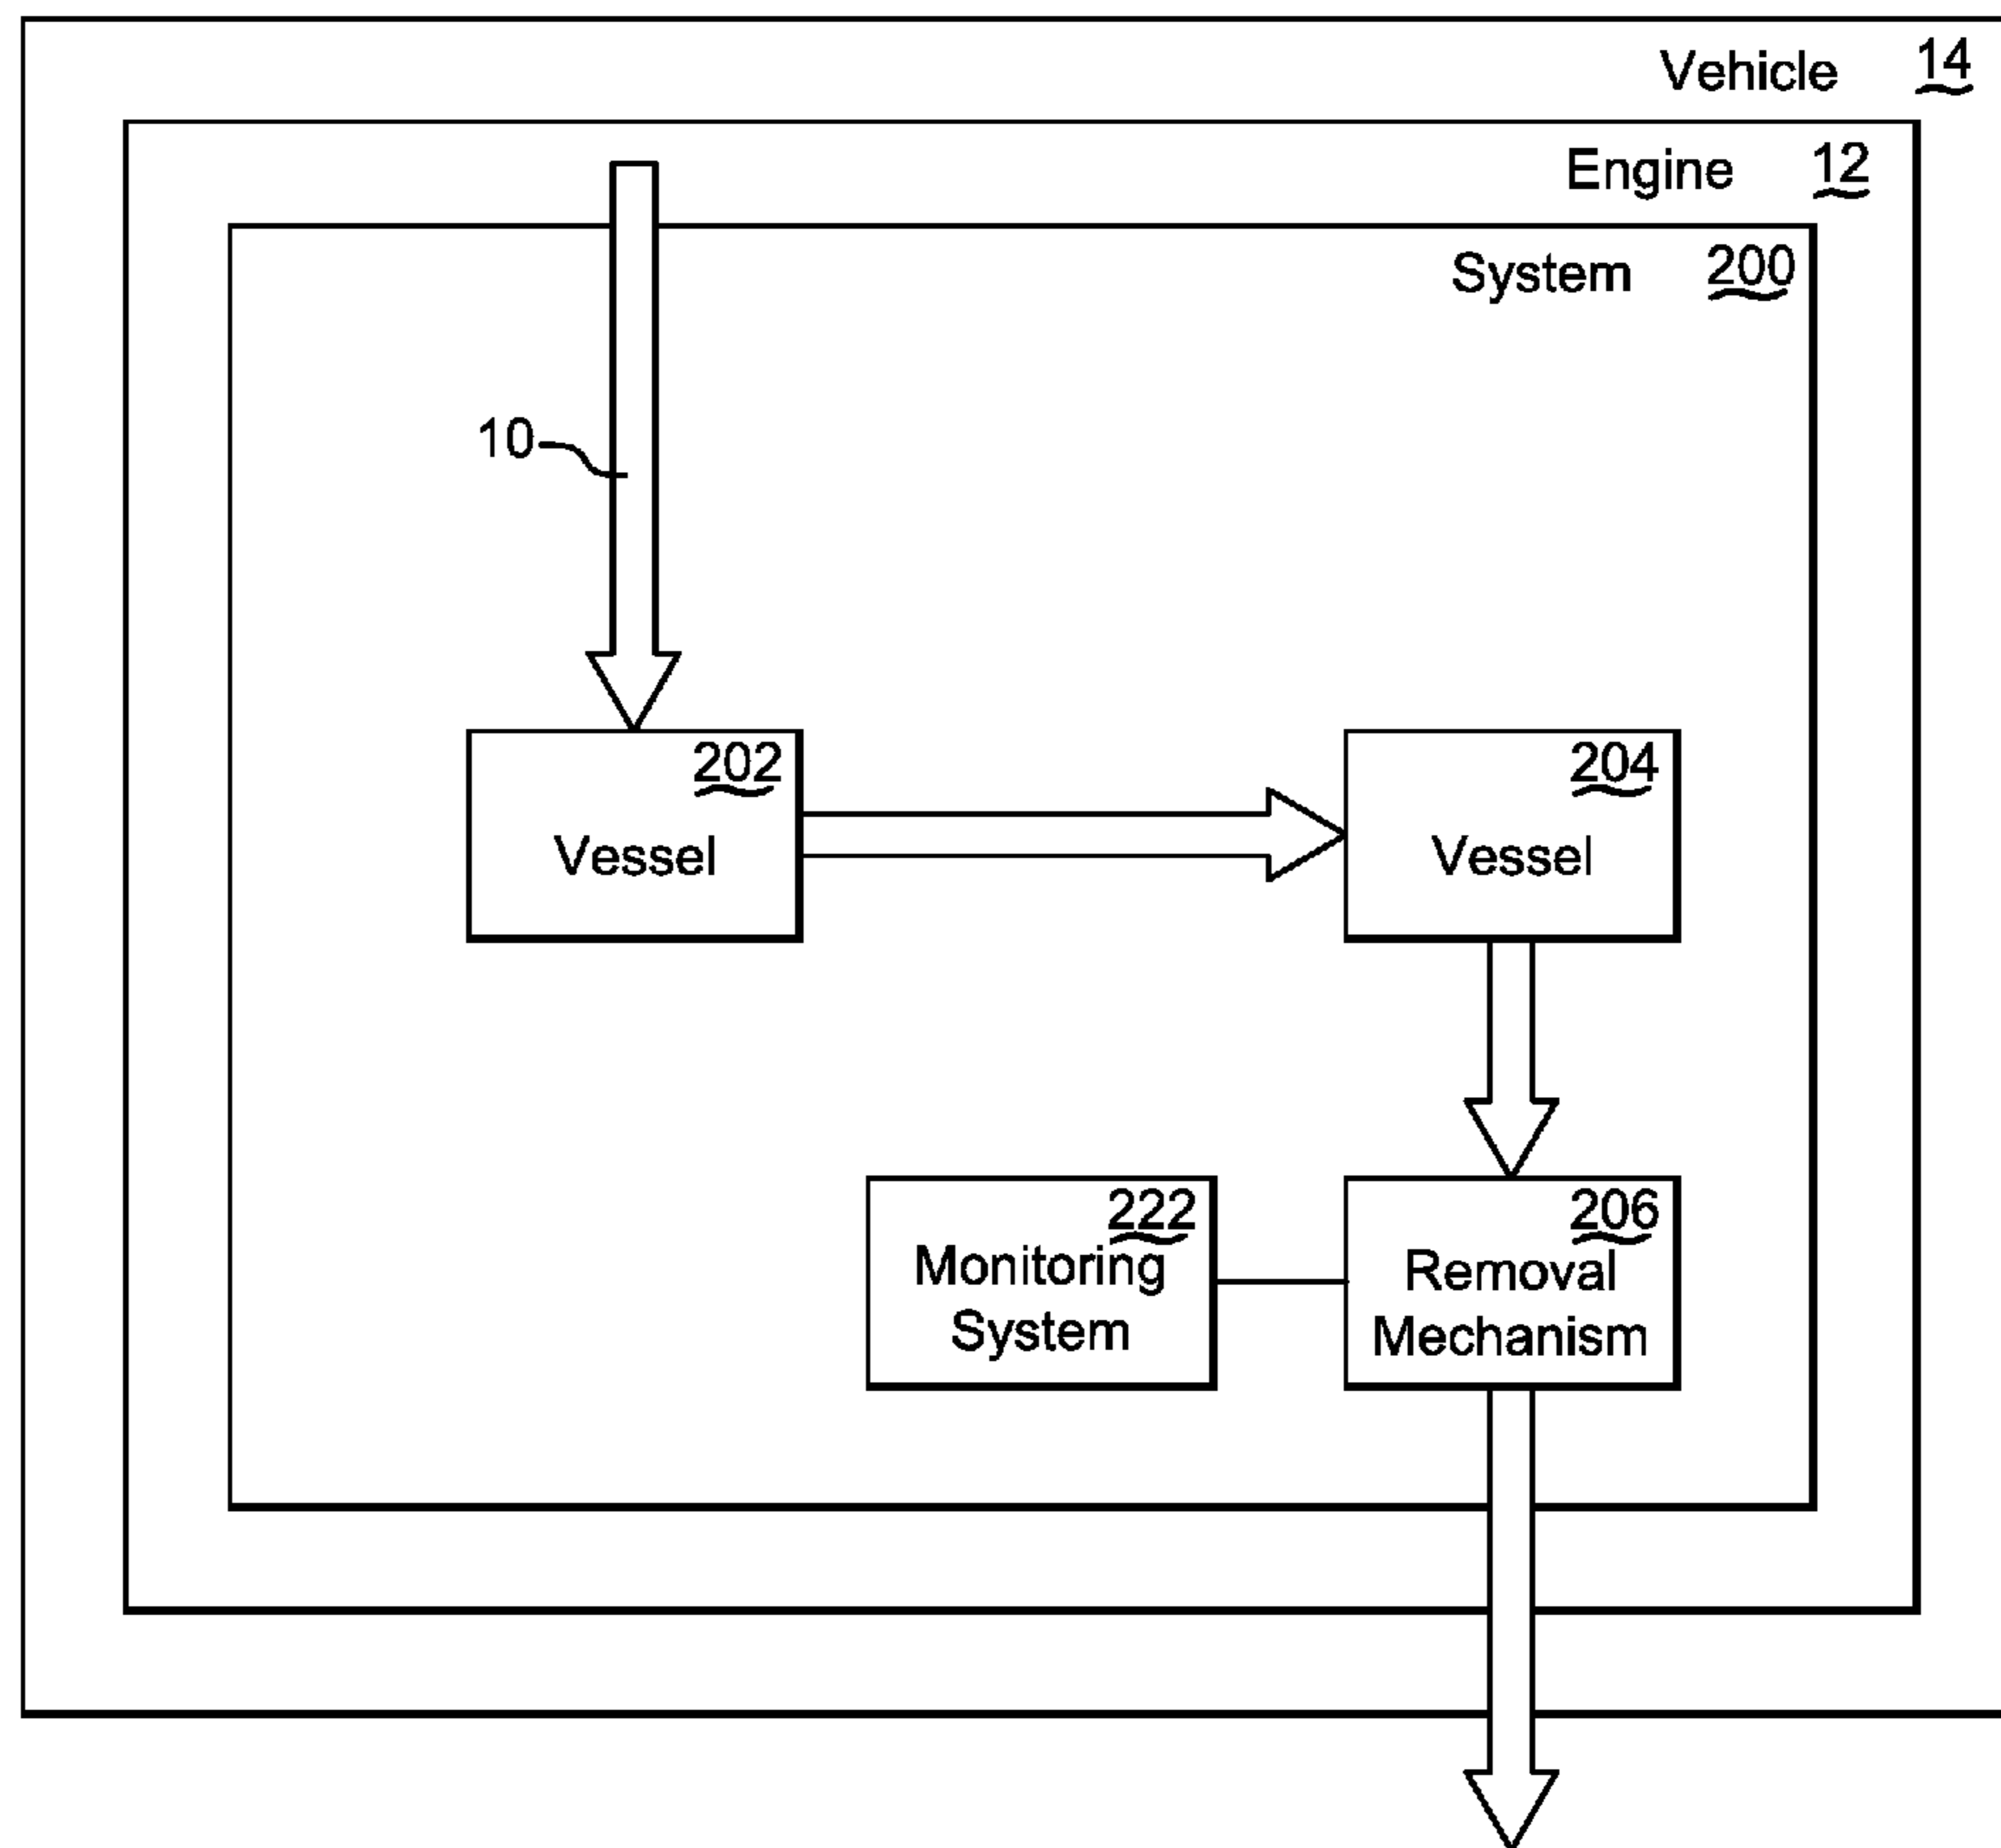 Vehicle 14
Engine 12
System 200
10
202
Vessel
204
Vessel
222
Monitoring
System
206
Removal
Mechanism